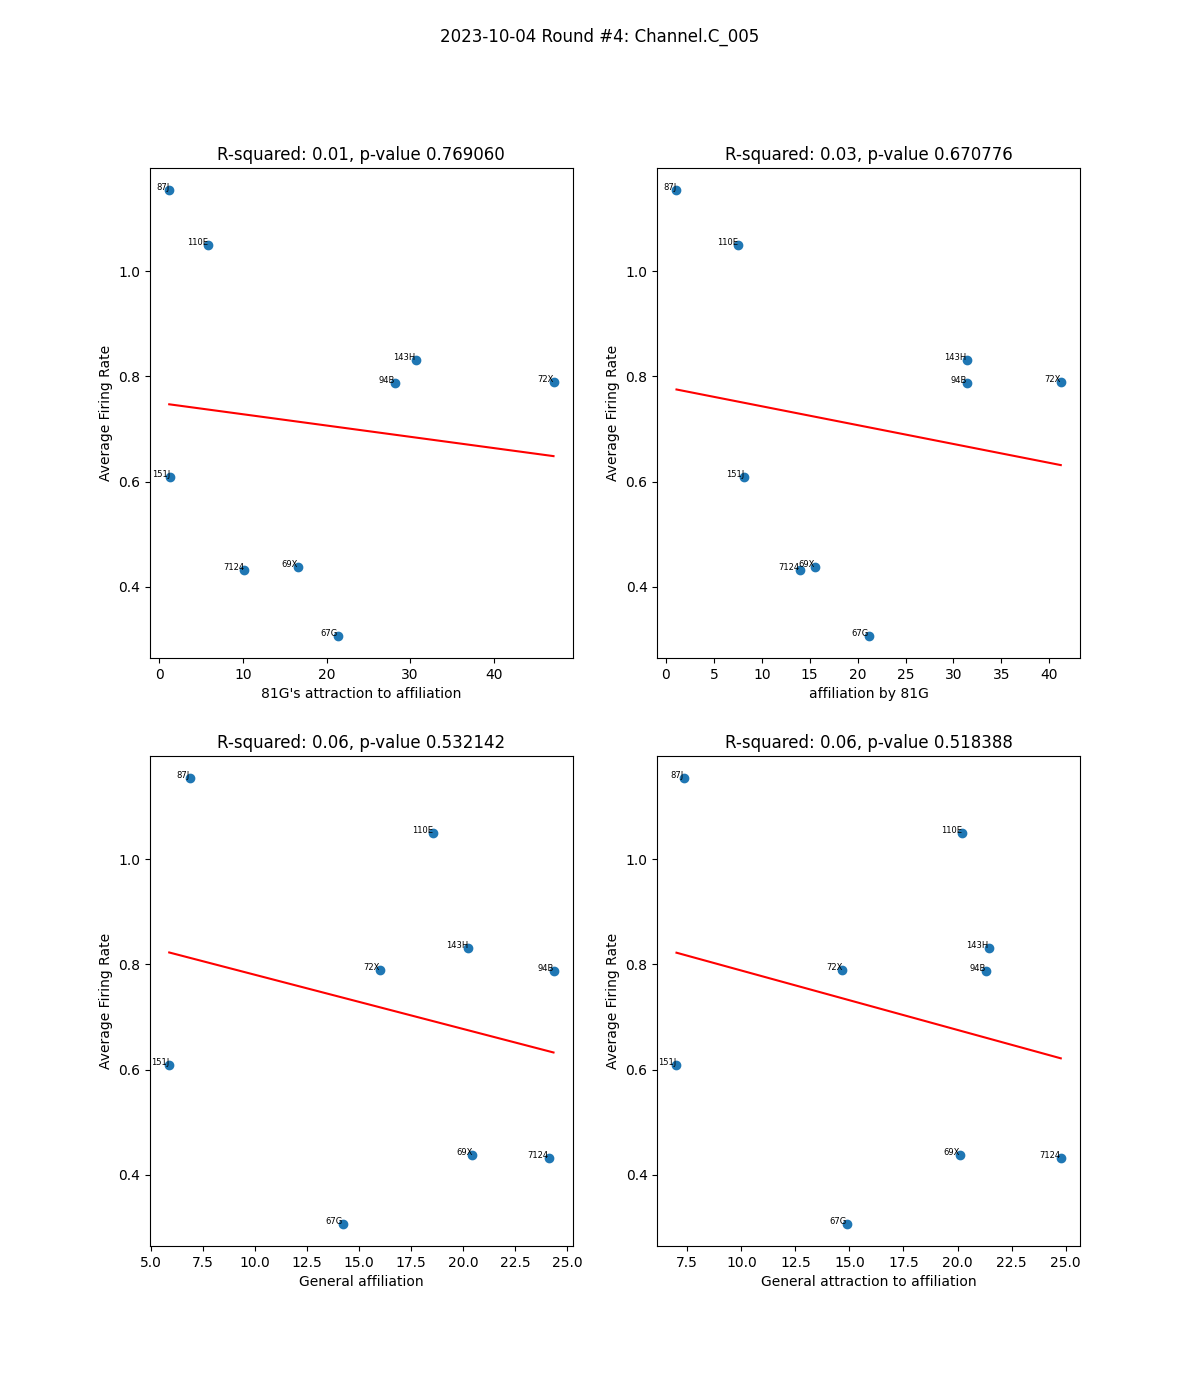 2023-10-04 Round #4: Channel.C_005
R-squared: 0.01, p-value 0.769060
87J
110E
143H
94B
72X
151J
7124
69X
67G
1.0
0.8
0.6
0.4
Average Firing Rate
0 10 20 30 40
81G's attraction to affiliation
R-squared: 0.03, p-value 0.670776
87J
110E
143H
94B
72X
151J
7124
69X
67G
1.0
0.8
0.6
0.4
Average Firing Rate
0 5 10 15 20 25 30 35 40
affiliation by 81G
R-squared: 0.06, p-value 0.532142
87J
110E
143H
72X
94B
151J
69X
7124
67G
1.0
0.8
0.6
0.4
Average Firing Rate
5.0 7.5 10.0 12.5 15.0 17.5 20.0 22.5 25.0
General affiliation
R-squared: 0.06, p-value 0.518388
87J
110E
143H
72X
94B
151J
69X
7124
67G
1.0
0.8
0.6
0.4
Average Firing Rate
7.5 10.0 12.5 15.0 17.5 20.0 22.5 25.0
General attraction to affiliation